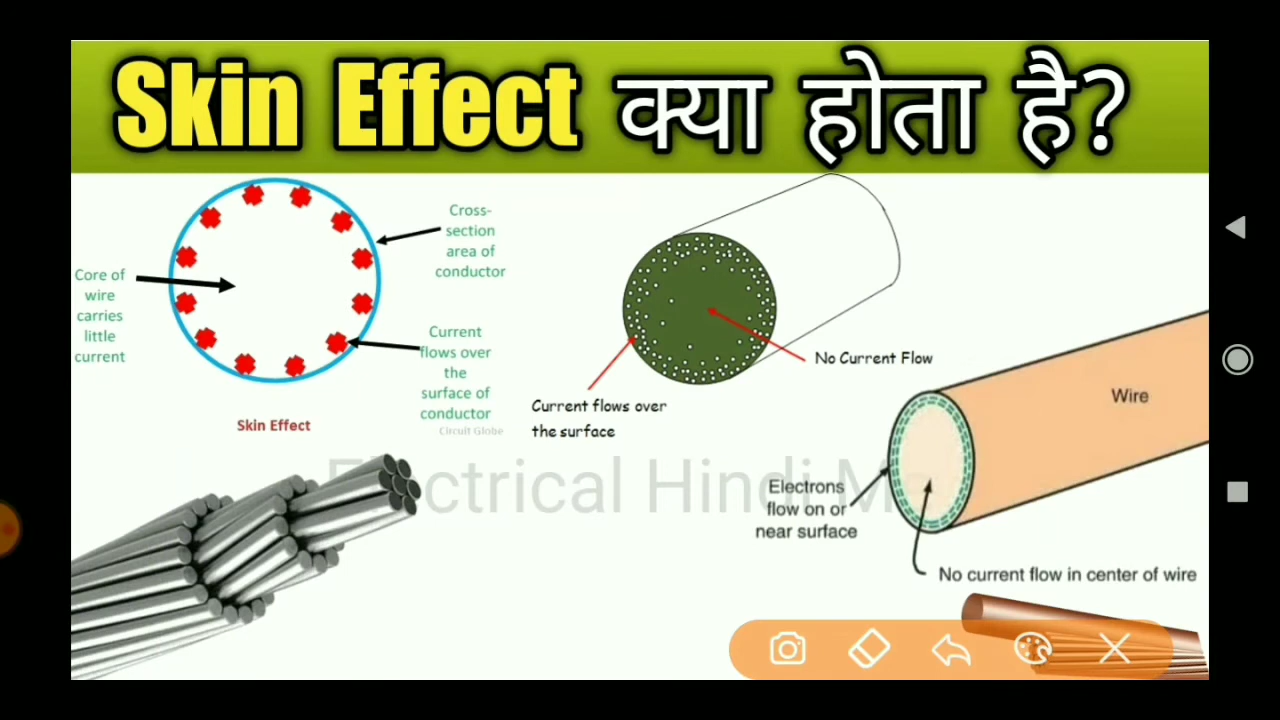 Skin Effect क्या होता है?
Core of
wire
carries
little
current
Cross-
section
area of
conductor
Current
flows over
the
surface of
conductor
Circuit Globe
Skin Effect
No Current Flow
Current flows over
the surface
Wire
Electrons
flow on or
near surface
No current flow in center of wire
Electrical Hindi